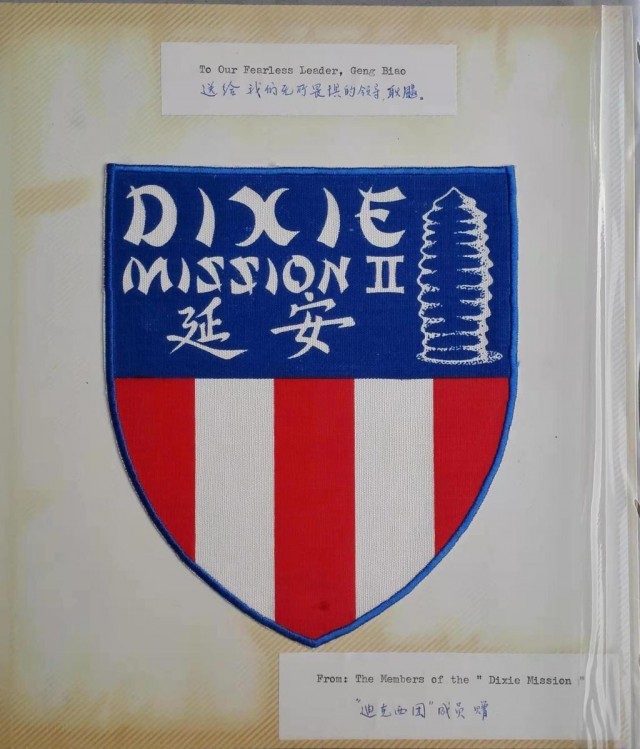 To Our Fearless Leader, Geng Biao
送给 我们无所畏惧的领导,耿飚。
DIXIE
MISSION II
延安
From: The Members of the " Dixie Mission "
"迪克西团"成员 赠